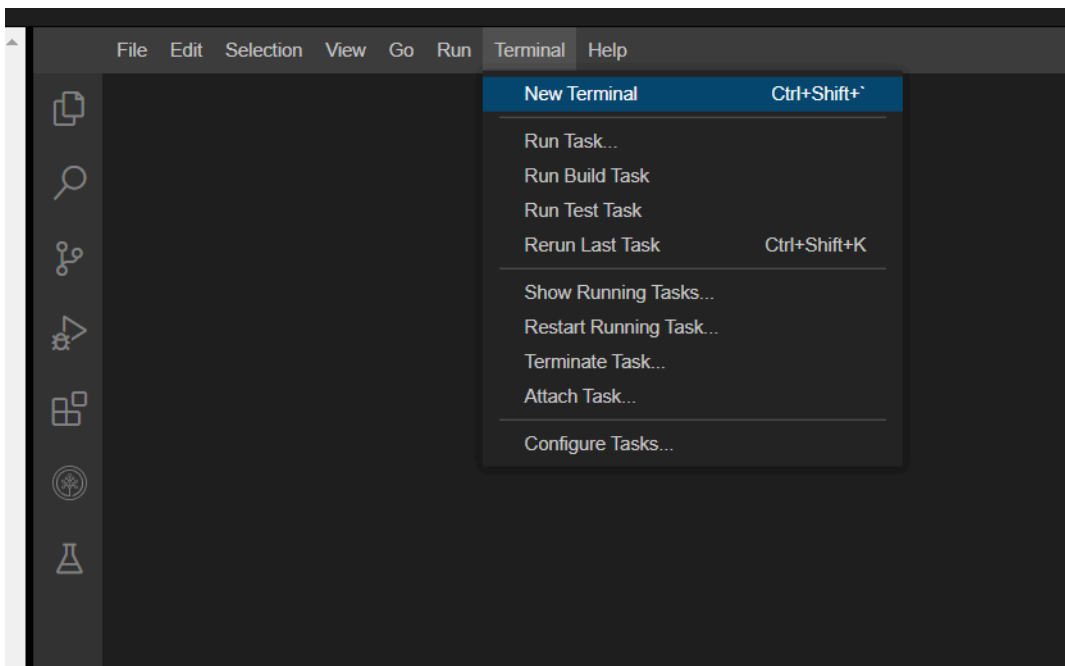 File Edit Selection View Go Run Terminal Help
New Terminal Ctrl+Shift+`
Run Task...
Run Build Task
Run Test Task
Rerun Last Task Ctrl+Shift+K
Show Running Tasks...
Restart Running Task...
Terminate Task...
Attach Task...
Configure Tasks...